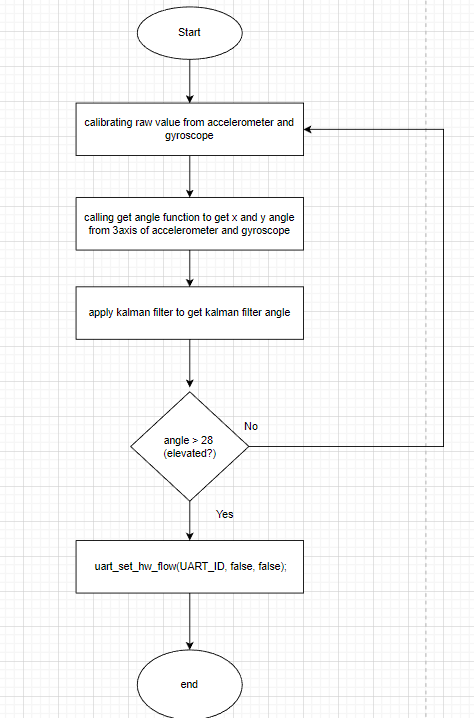 Start
calibrating raw value from accelerometer and
gyroscope
calling get angle function to get x and y angle
from 3axis of accelerometer and gyroscope
apply kalman filter to get kalman filter angle
No
angle > 28
(elevated?)
Yes
uart_set_hw_flow(UART_ID, false, false);
end